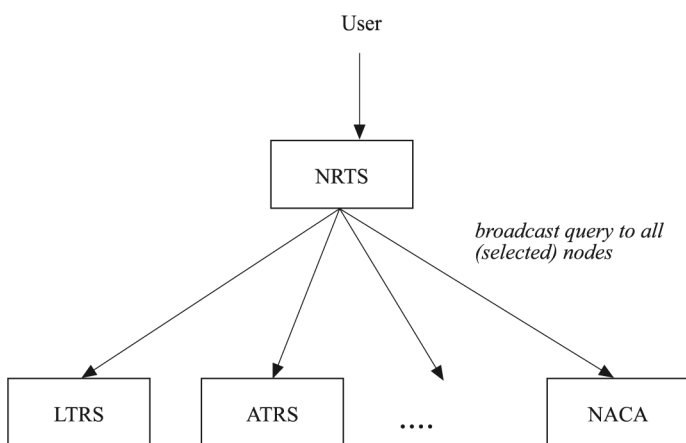 User
NRTS
broadcast query to all
(selected) nodes
LTRS
ATRS
....
NACA